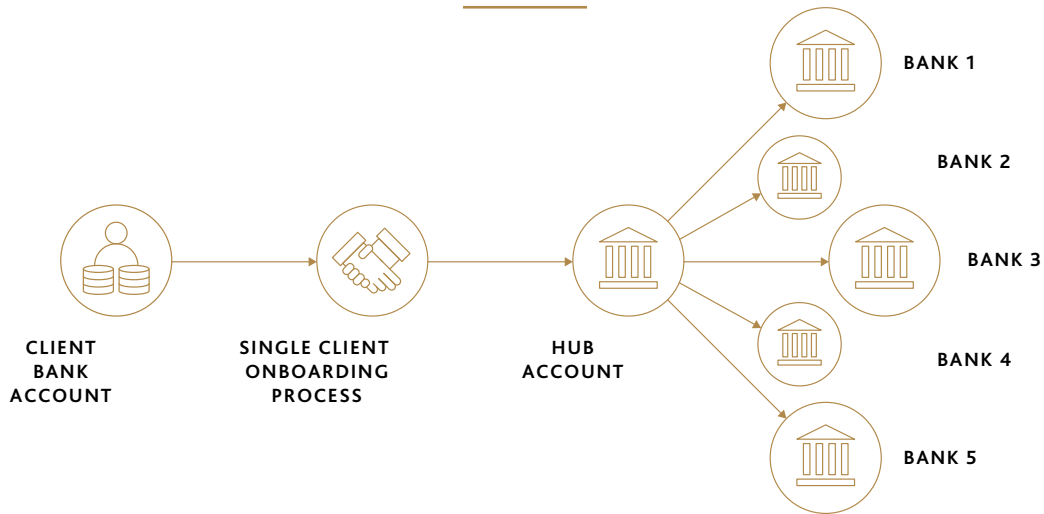 BANK 1
BANK 2
BANK 3
CLIENT
BANK
ACCOUNT
SINGLE CLIENT
ONBOARDING
PROCESS
HUB
ACCOUNT
BANK 4
BANK 5